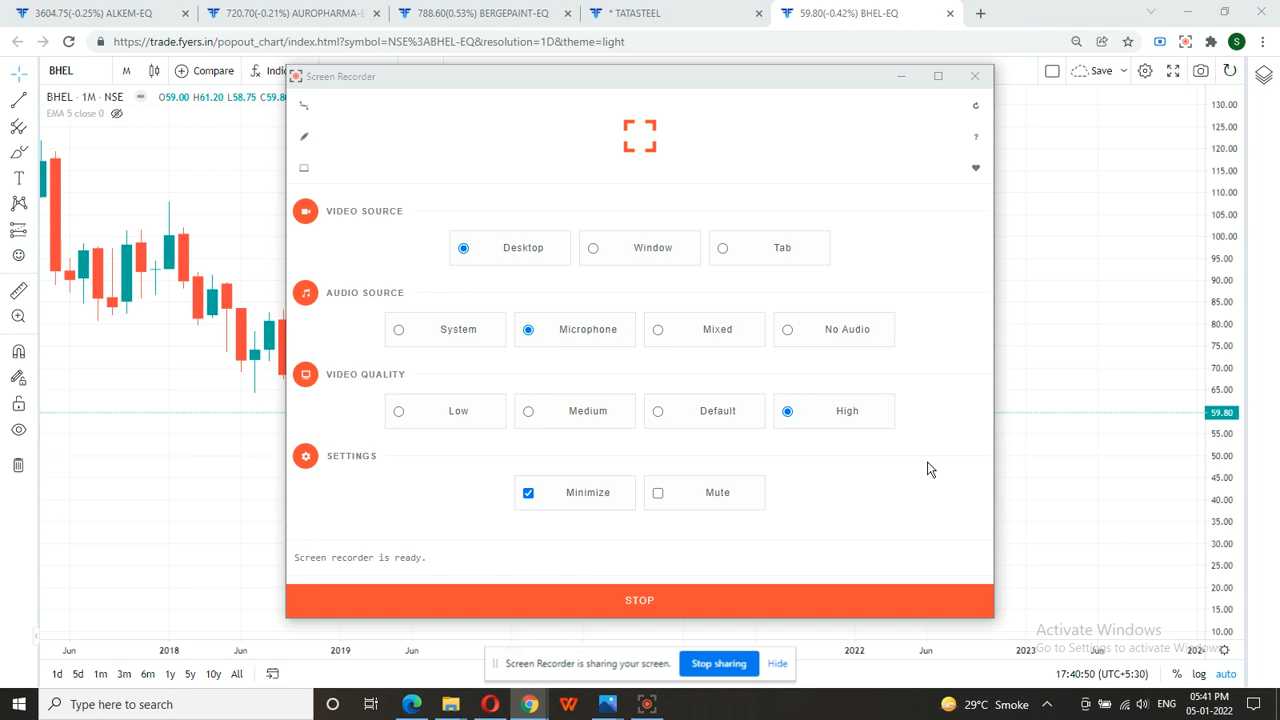 3604.75(-0.25%) ALKEM-EQ
720.70(-0.21%) AUROPHARMA-E
788.60(0.53%) BERGEPAINT-EQ
* TATASTEEL
59.80(-0.42%) BHEL-EQ
https://trade.fyers.in/popout_chart/index.html?symbol=NSE%3ABHEL-EQ&resolution=1D&theme=light
S
BHEL
M
Compare
Indi
Save
Screen Recorder
BHEL · 1M · NSE
O59.00 H61.20 L58.75 C59.8
EMA 5 close 0
?
VIDEO SOURCE
Desktop
Window
Tab
AUDIO SOURCE
System
Microphone
Mixed
No Audio
VIDEO QUALITY
Low
Medium
Default
High
SETTINGS
Minimize
Mute
Screen recorder is ready.
STOP
130.00
125.00
120.00
115.00
110.00
105.00
100.00
95.00
90.00
85.00
80.00
75.00
70.00
65.00
59.80
55.00
50.00
45.00
40.00
35.00
30.00
25.00
20.00
15.00
10.00
Activate Windows
Go to Settings to activate Windows.
Jun
2018
Jun
2019
Jun
2022
Jun
2023
Jun
202
Screen Recorder is sharing your screen.
Stop sharing
Hide
1d 5d 1m 3m 6m 1y 5y 10y All
17:40:50 (UTC+5:30)
% log auto
Type here to search
29°C Smoke
ENG
05:41 PM
05-01-2022